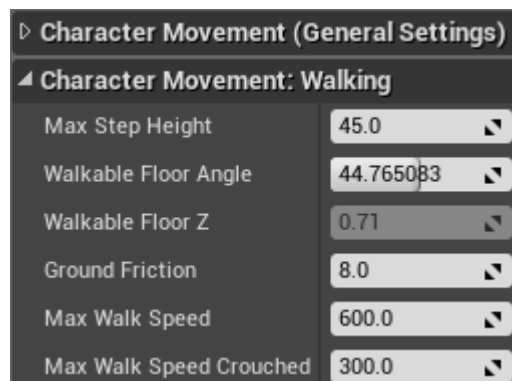 Character Movement (General Settings)
Character Movement: Walking
Max Step Height 45.0
Walkable Floor Angle 44.765083
Walkable Floor Z 0.71
Ground Friction 8.0
Max Walk Speed 600.0
Max Walk Speed Crouched 300.0